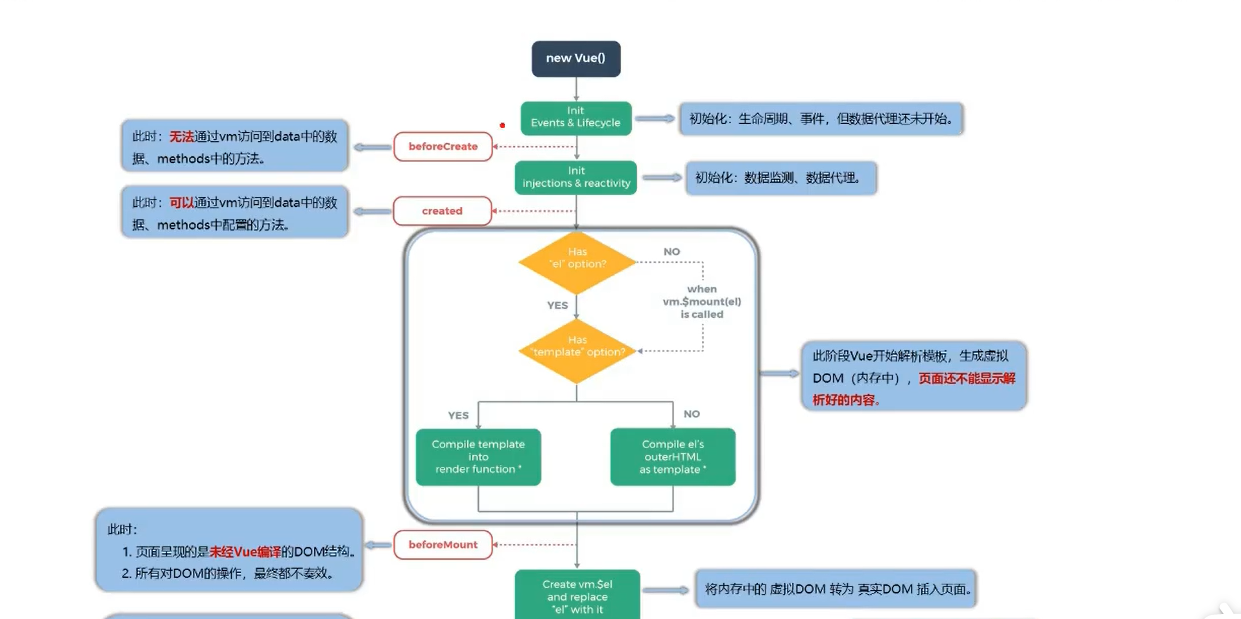 new Vue()
Init
Events & Lifecycle
初始化：生命周期、事件，但数据代理还未开始。
此时：无法通过vm访问到data中的数
据、methods中的方法。
beforeCreate
Init
injections & reactivity
初始化：数据监测、数据代理。
此时：可以通过vm访问到data中的数
据、methods中配置的方法。
created
Has
"el" option?
NO
YES
when
vm.$mount(el)
is called
Has
"template" option?
此阶段Vue开始解析模板，生成虚拟
DOM（内存中），页面还不能显示解
析好的内容。
YES
NO
Compile template
into
render function *
Compile el's
outerHTML
as template *
此时：
1. 页面呈现的是未经Vue编译的DOM结构。
2. 所有对DOM的操作，最终都不奏效。
beforeMount
Create vm.$el
and replace
"el" with it
将内存中的 虚拟DOM 转为 真实DOM 插入页面。